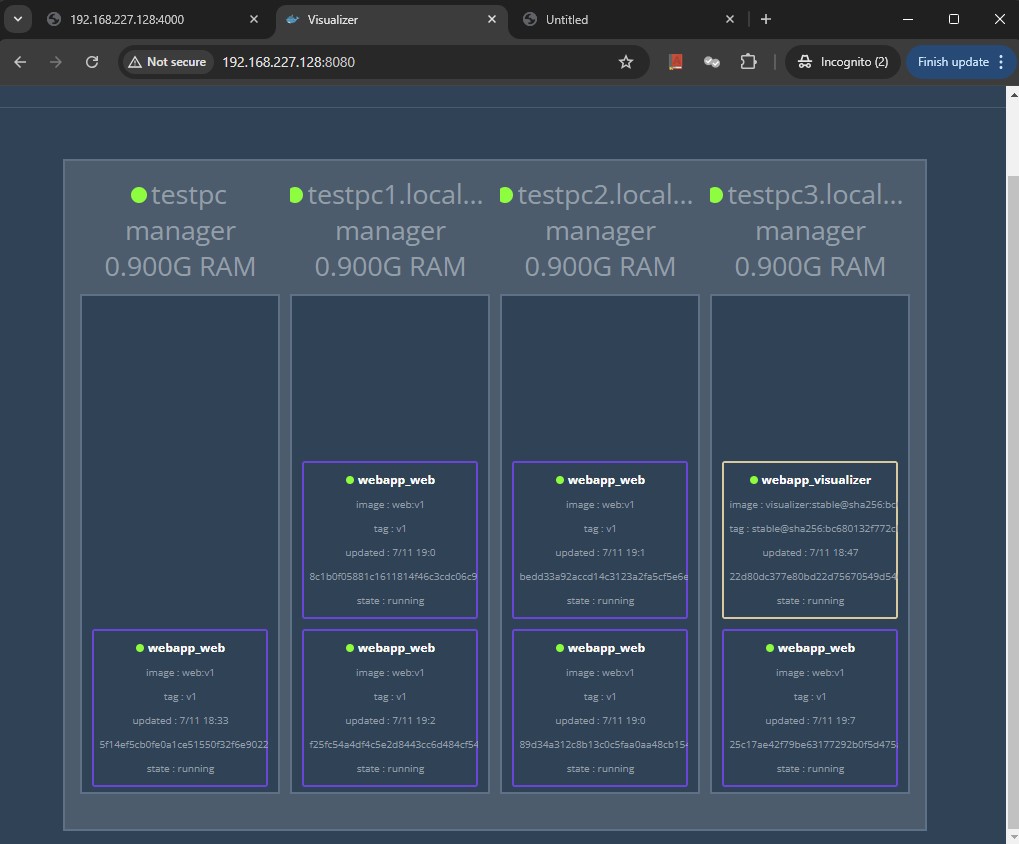 192.168.227.128:4000
Visualizer
Untitled
Not secure
192.168.227.128:8080
Incognito (2)
Finish update
testpc
manager
0.900G RAM
testpc1.local...
manager
0.900G RAM
testpc2.local...
manager
0.900G RAM
testpc3.local...
manager
0.900G RAM
webapp_web
image : web:v1
tag : v1
updated : 7/11 18:33
5f14ef5cb0fe0a1ce51550f32f6e9022
state : running
webapp_web
image : web:v1
tag : v1
updated : 7/11 19:0
8c1b0f05881c1611814f46c3cdc06c9
state : running
webapp_web
image : web:v1
tag : v1
updated : 7/11 19:2
f25fc54a4df4c5e2d8443cc6d484cf54
state : running
webapp_web
image : web:v1
tag : v1
updated : 7/11 19:1
bedd33a92accd14c3123a2fa5cf5e6e
state : running
webapp_web
image : web:v1
tag : v1
updated : 7/11 19:0
89d34a312c8b13c0c5faa0aa48cb15
state : running
webapp_visualizer
image : visualizer:stable@sha256:bc
tag : stable@sha256:bc680132f772c
updated : 7/11 18:47
22d80dc377e80bd22d75670549d54
state : running
webapp_web
image : web:v1
tag : v1
updated : 7/11 19:7
25c17ae42f79be63177292b0f5d475
state : running